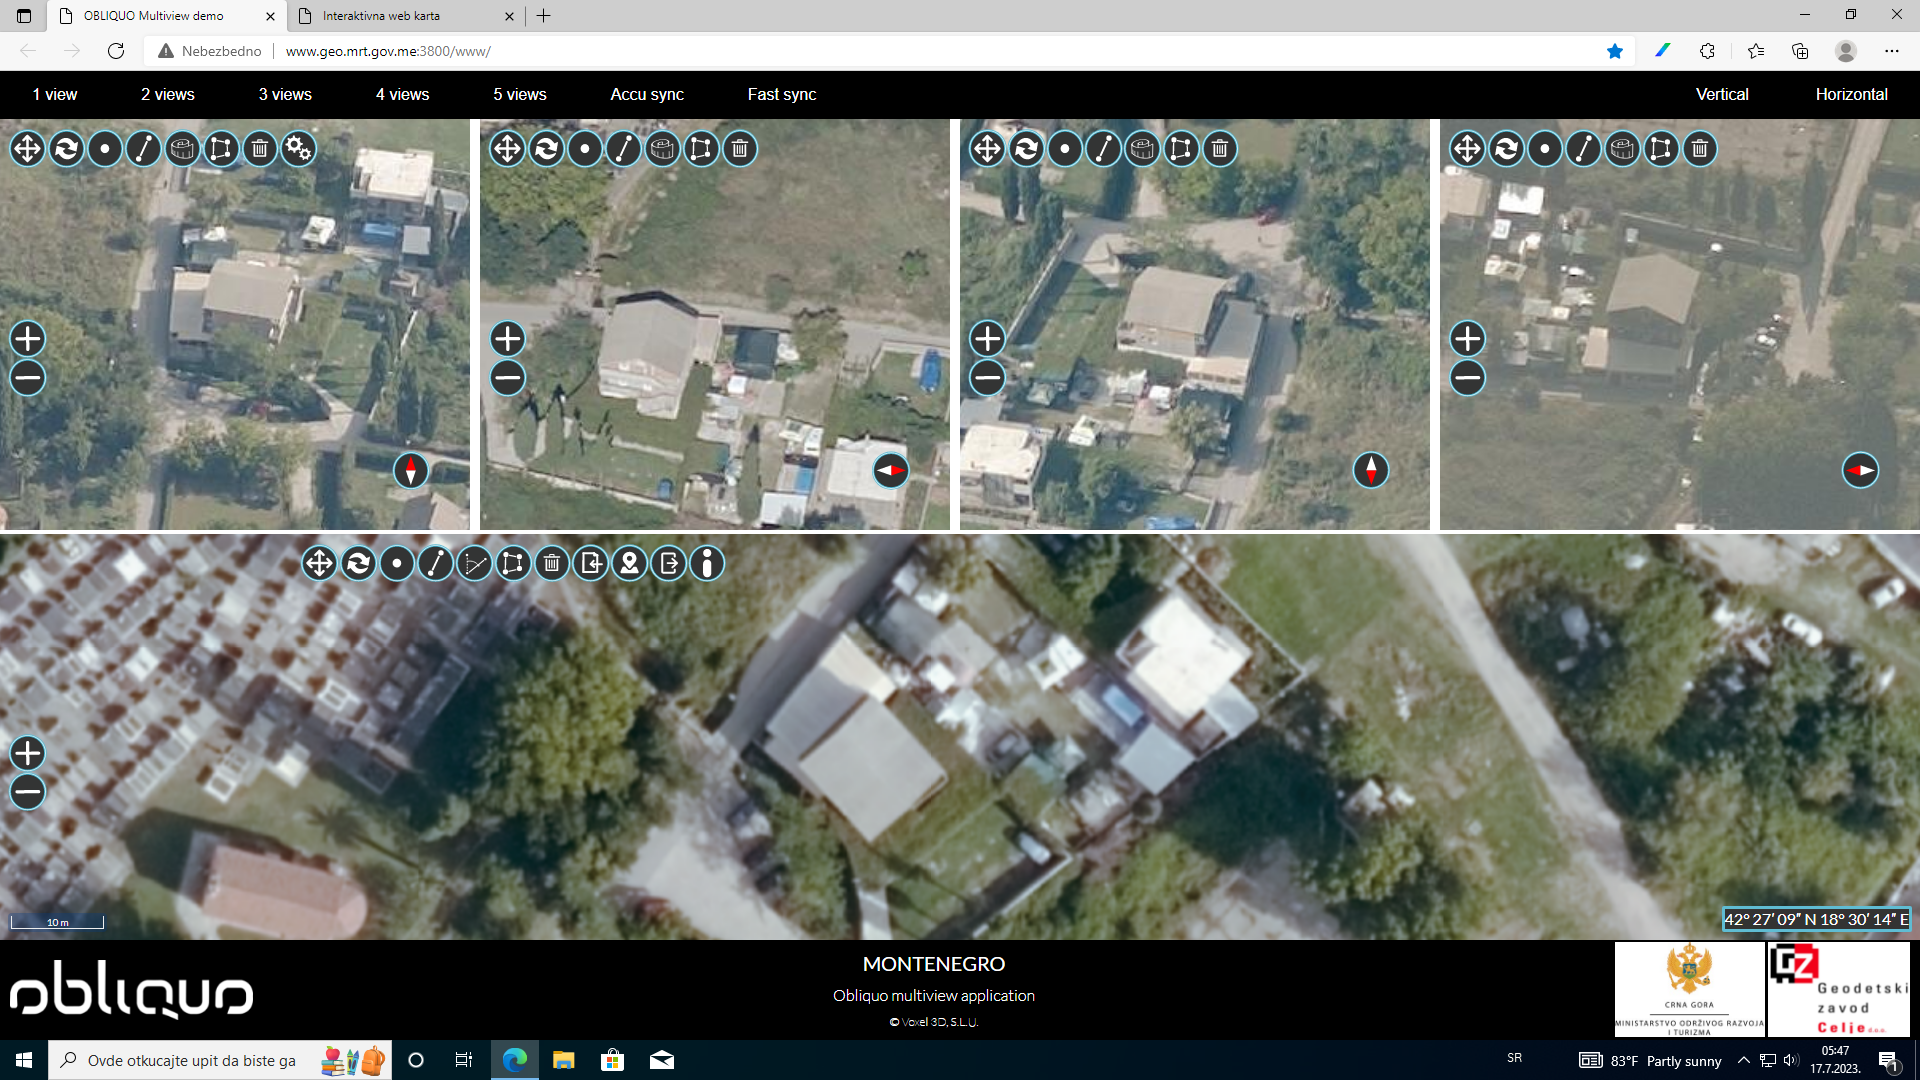 OBLIQUO Multiview demo
Interaktivna web karta
Nebezbedno
www.geo.mrt.gov.me:3800/www/
1 view
2 views
3 views
4 views
5 views
Accu sync
Fast sync
Vertical
Horizontal
10 m
42° 27′ 09″ N 18° 30′ 14″ E
obliquo
MONTENEGRO
Obliquo multiview application
© Voxel 3D, S.L.U.
CRNA GORA
MINISTARSTVO ODRŽIVOG RAZVOJA
I TURIZMA
GZ
Geodetski
zavod
Celje d.o.o.
Ovde otkucajte upit da biste ga
SR
83°F Partly sunny
05:47
17.7.2023.
1